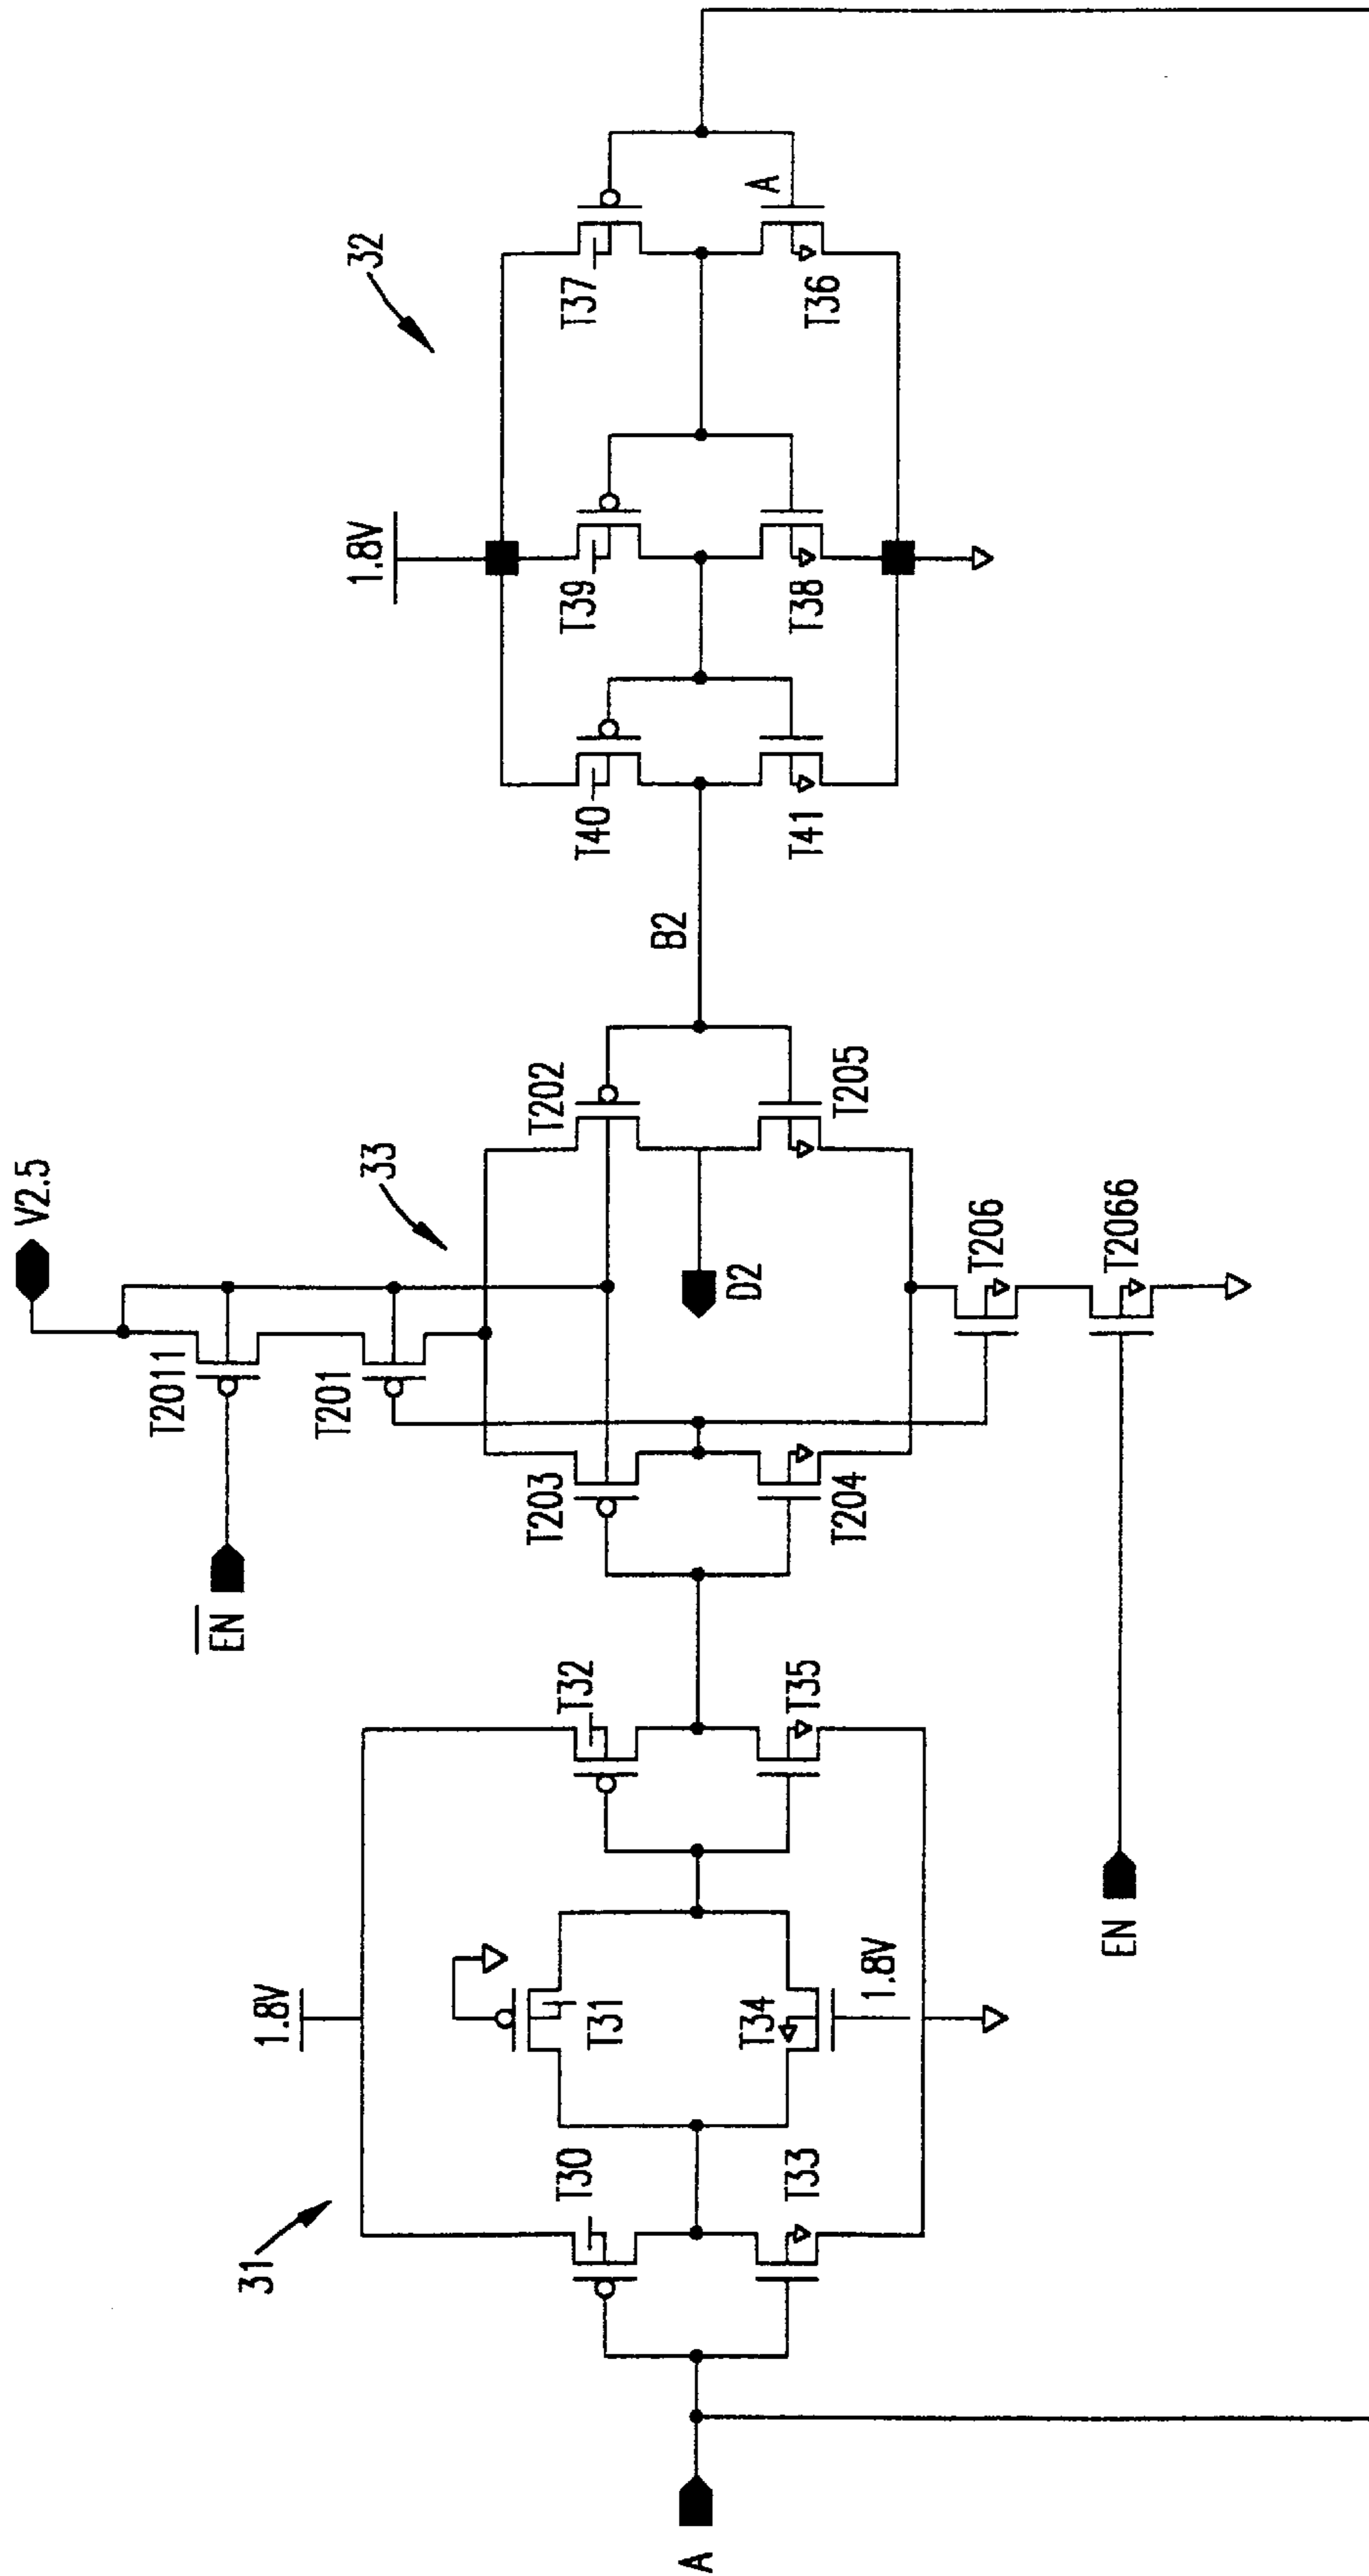 V2.5
T2011
T201
EN
33
T203
T202
T204
T205
D2
T206
T2066
EN
31
1.8V
T30
T31
T32
T33
T34
1.8V
T35
A
B2
32
1.8V
T40
T39
T37
T41
T38
T36
A